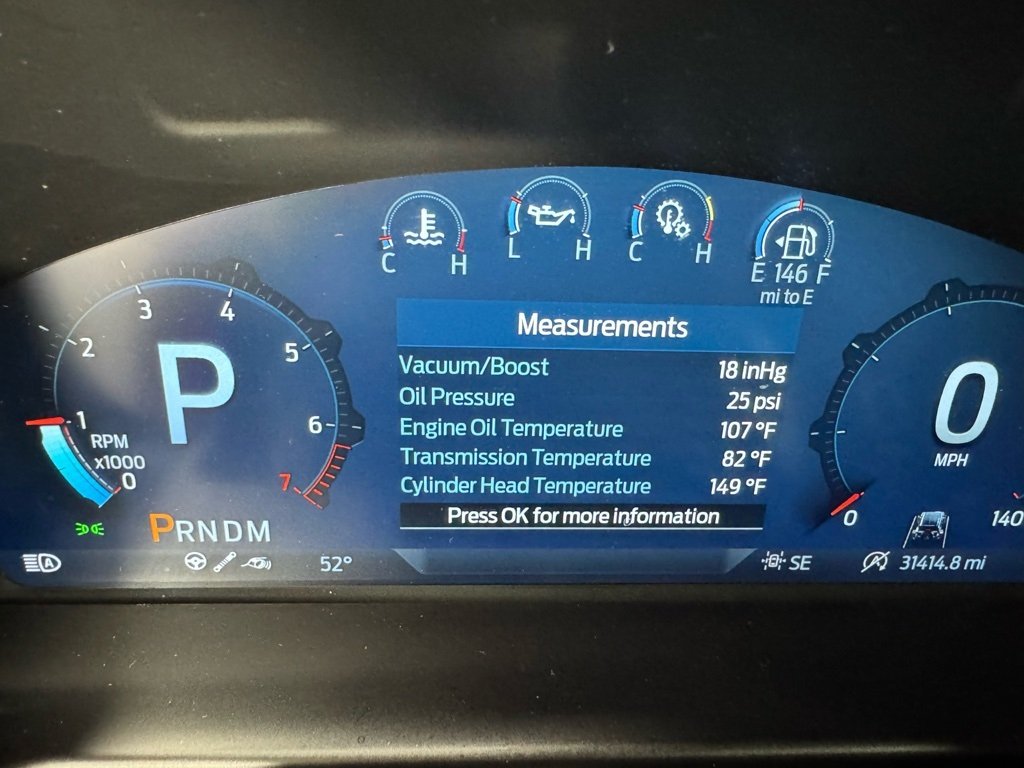 C H
L H
C H
E 146 F
mi to E
Measurements
Vacuum/Boost 18 inHg
Oil Pressure 25 psi
Engine Oil Temperature 107 °F
Transmission Temperature 82 °F
Cylinder Head Temperature 149 °F
Press OK for more information
3 4
2 5
1 6
0 7
P
RPM
x1000
PRNDM
52°
0
MPH
0 140
A
SE
A
31414.8 mi